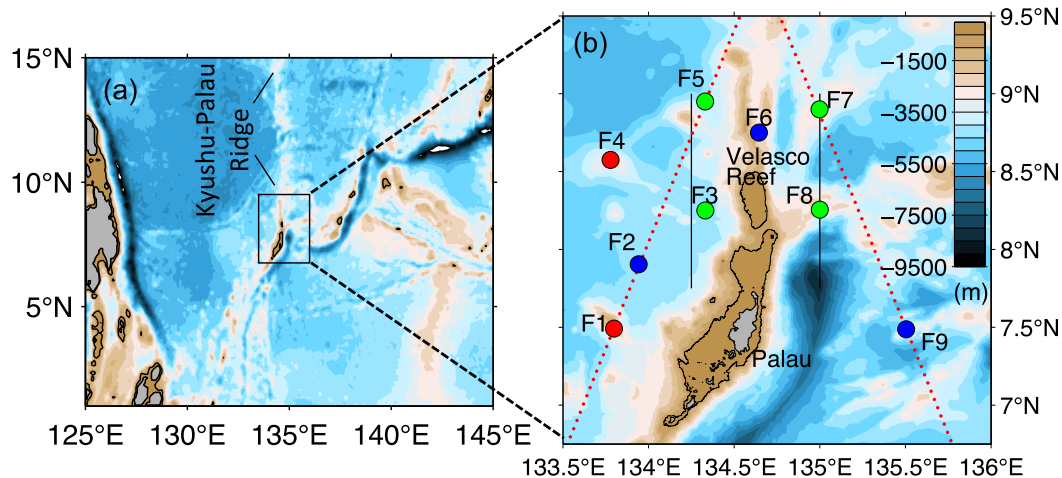 (a)
Kyushu-Palau
Ridge
15°N
10°N
5°N
125°E
130°E
135°E
140°E
145°E
(b)
F5
F7
F6
F4
Velasco
Reef
F3
F8
F2
F1
F9
Palau
−1500
−3500
−5500
−7500
−9500
(m)
9.5°N
9°N
8.5°N
8°N
7.5°N
7°N
133.5°E
134°E
134.5°E
135°E
135.5°E
136°E